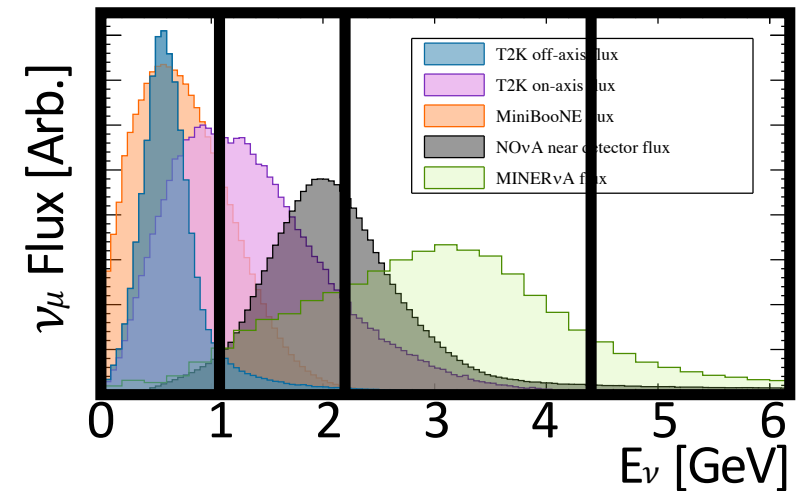 T2K off-axis flux
T2K on-axis flux
MiniBooNE flux
NOνA near detector flux
MINERνA flux
νμ Flux [Arb.]
0 1 2 3 4 5 6
Eν [GeV]